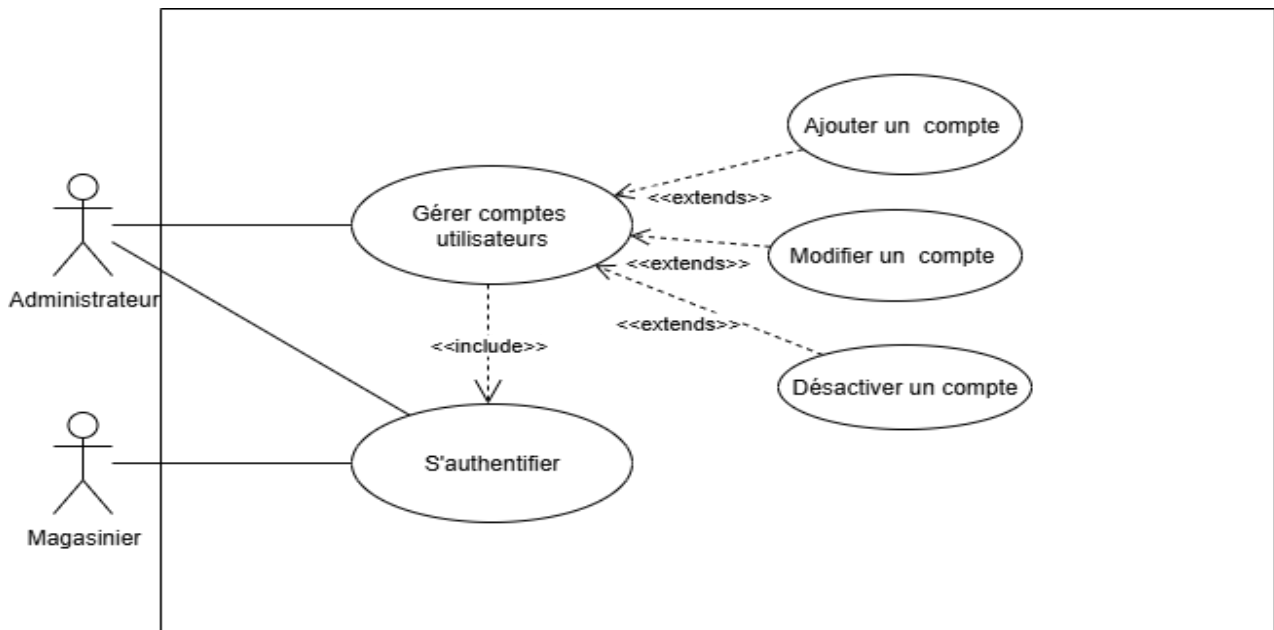 Ajouter un compte
<<extends>>
Gérer comptes
utilisateurs
Modifier un compte
<<extends>>
Administrateur
<<extends>>
<<include>>
Désactiver un compte
S'authentifier
Magasinier